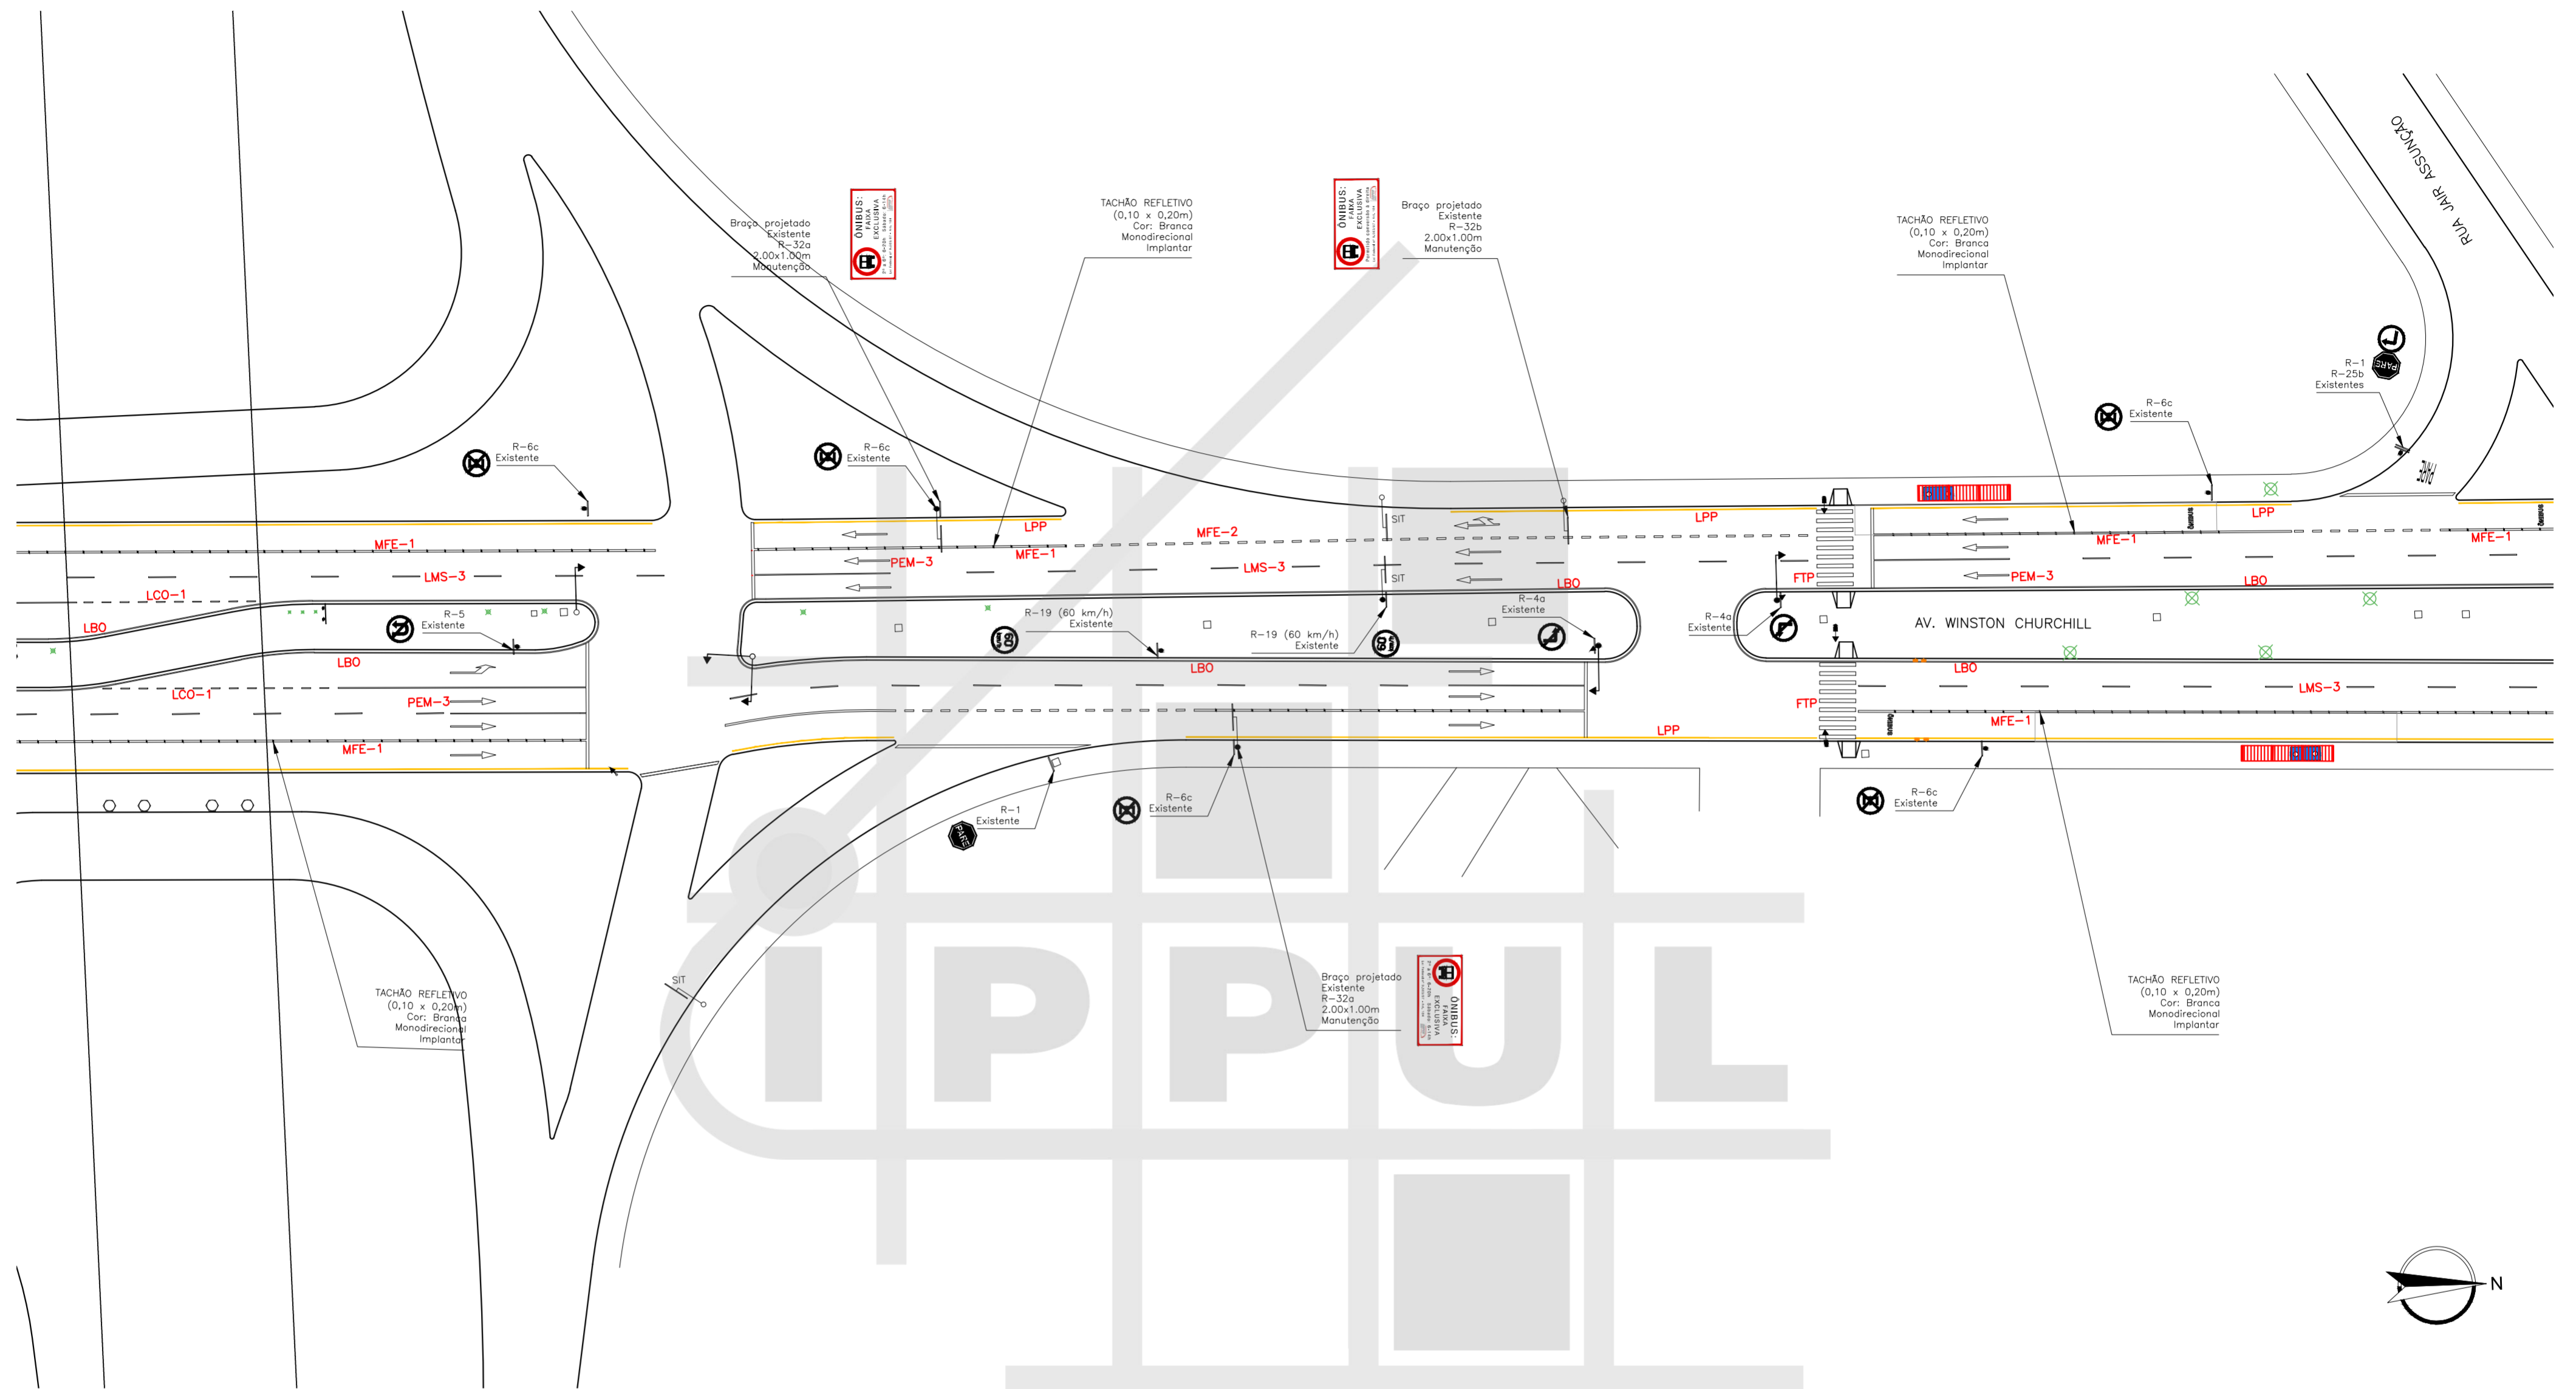 RUA JAIR ASSUNÇÃO
Braço projetado
Existente
R-32a
2.00x1.00m
Manutenção
ÔNIBUS:
FAIXA
EXCLUSIVA
TACHÃO REFLETIVO
(0,10 x 0,20m)
Cor: Branca
Monodirecional
Implantar
ÔNIBUS:
FAIXA
EXCLUSIVA
Braço projetado
Existente
R-32b
2.00x1.00m
Manutenção
TACHÃO REFLETIVO
(0,10 x 0,20m)
Cor: Branca
Monodirecional
Implantar
R-1
R-25b
Existentes
PARE
R-6c
Existente
R-6c
Existente
R-6c
Existente
PARE
LPP
MFE-2
SIT
LPP
LPP
MFE-1
MFE-1
PEM-3
MFE-1
MFE-1
LMS-3
LMS-3
SIT
LBO
FTP
PEM-3
LBO
LCO-1
LBO
R-5
Existente
R-19 (60 km/h)
Existente
R-19 (60 km/h)
Existente
R-4a
Existente
R-4a
Existente
AV. WINSTON CHURCHILL
LBO
LBO
LBO
LCO-1
PEM-3
FTP
LMS-3
MFE-1
LPP
MFE-1
ÔNIBUS
R-1
Existente
PARE
R-6c
Existente
R-6c
Existente
TACHÃO REFLETIVO
(0,10 x 0,20m)
Cor: Branca
Monodirecional
Implantar
SIT
Braço projetado
Existente
R-32a
2.00x1.00m
Manutenção
ÔNIBUS:
FAIXA
EXCLUSIVA
TACHÃO REFLETIVO
(0,10 x 0,20m)
Cor: Branca
Monodirecional
Implantar
IPPUL
N